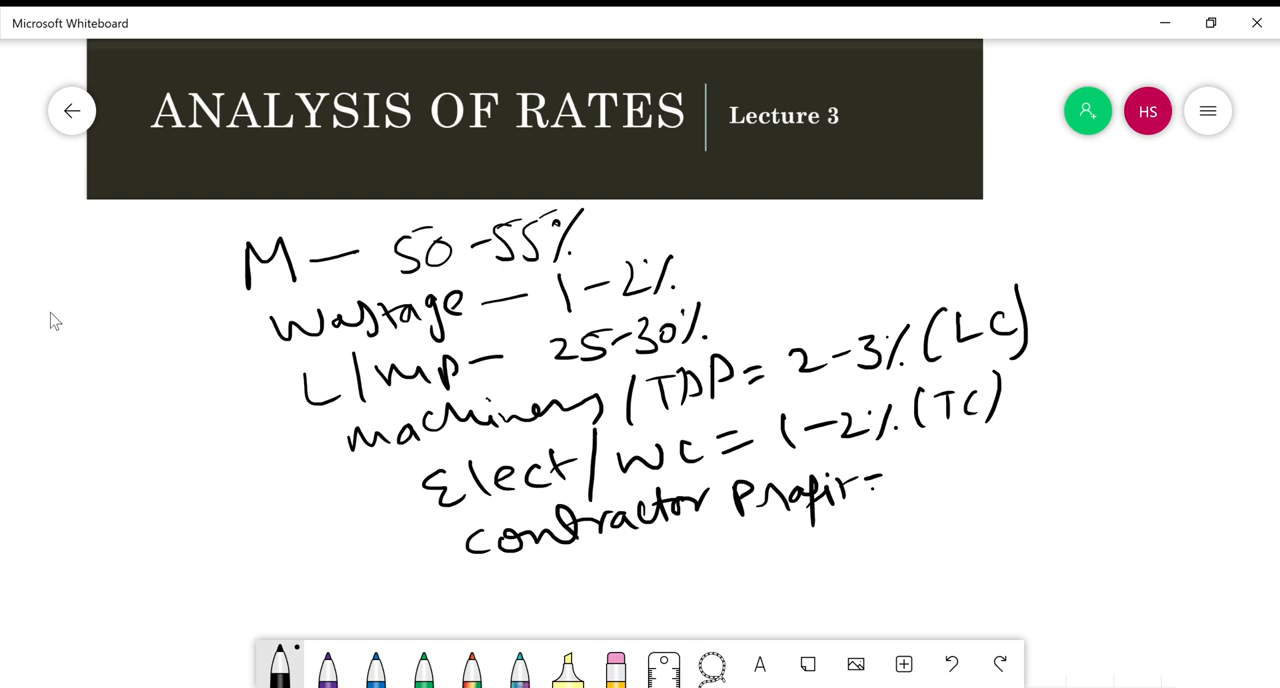 Microsoft Whiteboard
ANALYSIS OF RATES
Lecture 3
HS
M - 50-55%
Wastage - 1-2%
L/mp - 25-30%
machinery/T&P = 2-3% (LC)
Elect/WC = 1-2% (TC)
contractor Profit =
A